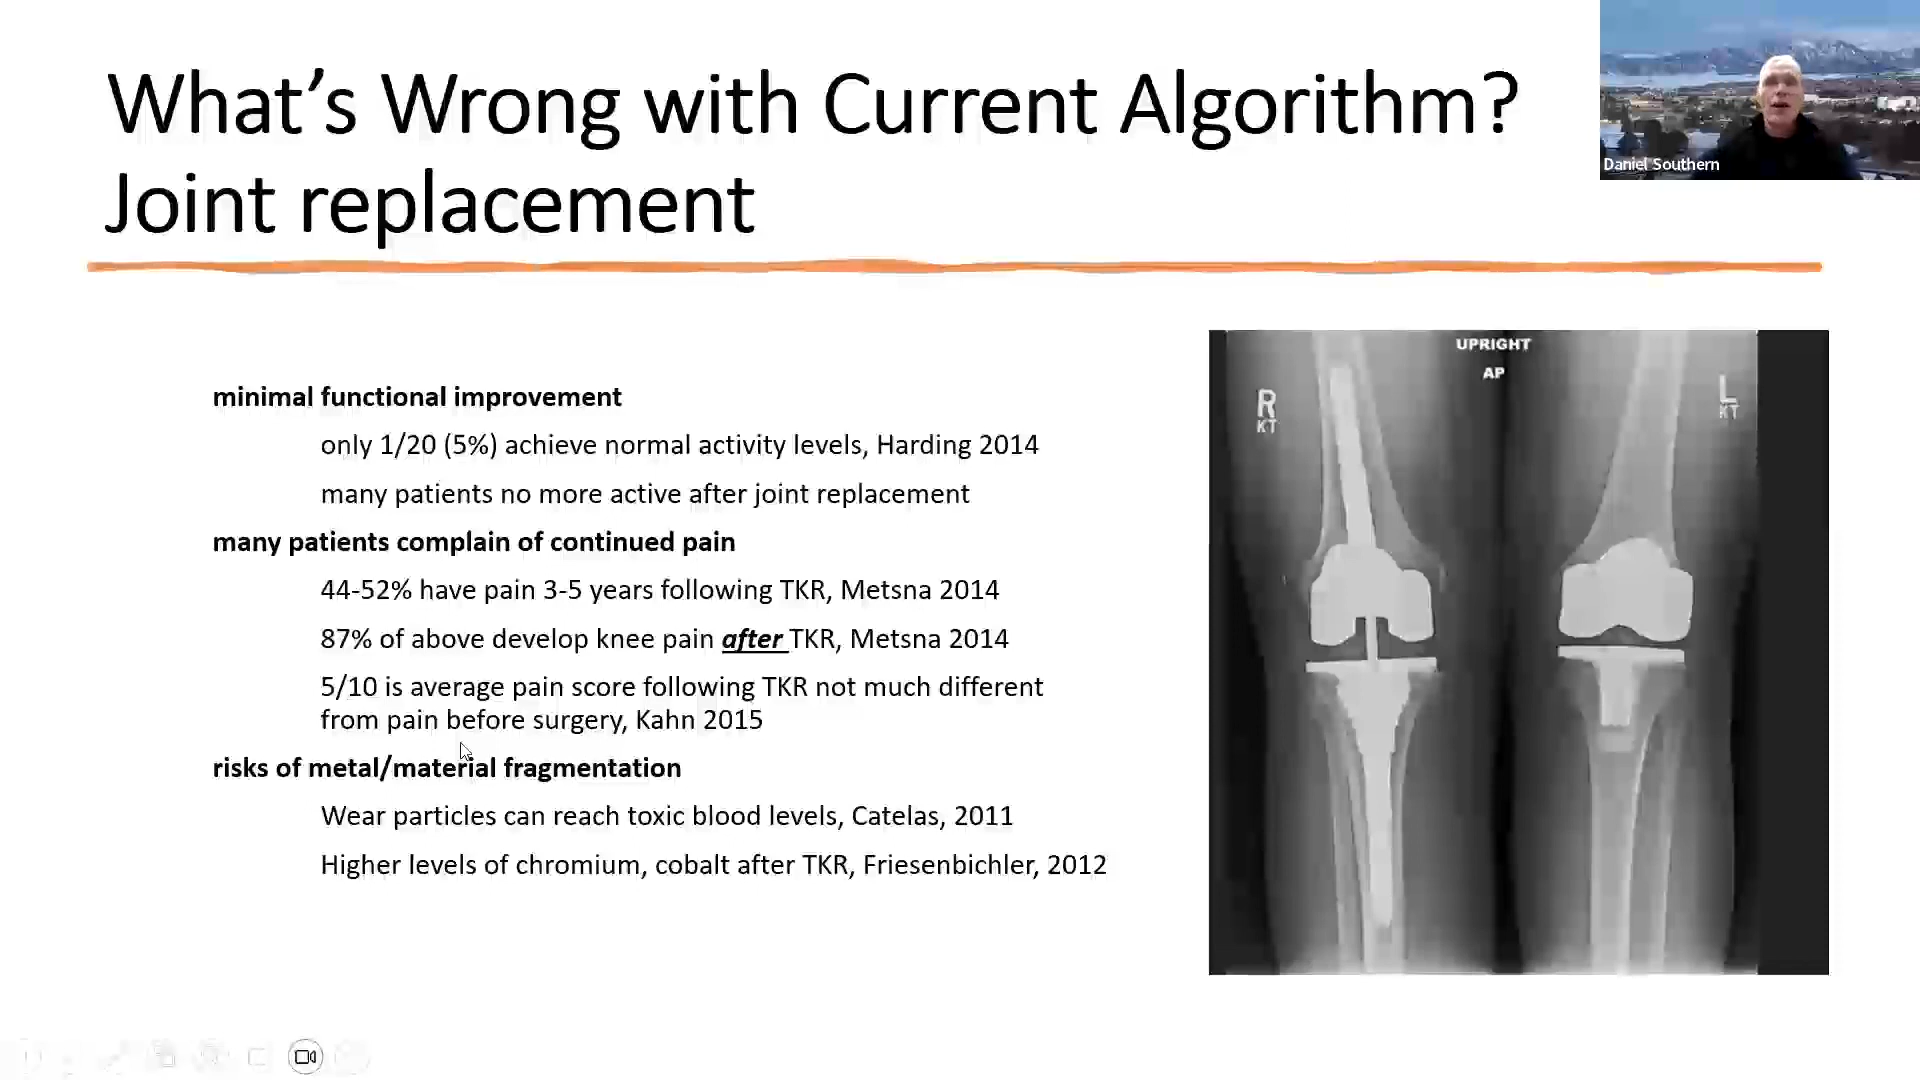 What's Wrong with Current Algorithm?
Joint replacement
Daniel Southern
minimal functional improvement
only 1/20 (5%) achieve normal activity levels, Harding 2014
many patients no more active after joint replacement
many patients complain of continued pain
44-52% have pain 3-5 years following TKR, Metsna 2014
87% of above develop knee pain after TKR, Metsna 2014
5/10 is average pain score following TKR not much different
from pain before surgery, Kahn 2015
risks of metal/material fragmentation
Wear particles can reach toxic blood levels, Catelas, 2011
Higher levels of chromium, cobalt after TKR, Friesenbichler, 2012
UPRIGHT
AP
R
KT
L
KT